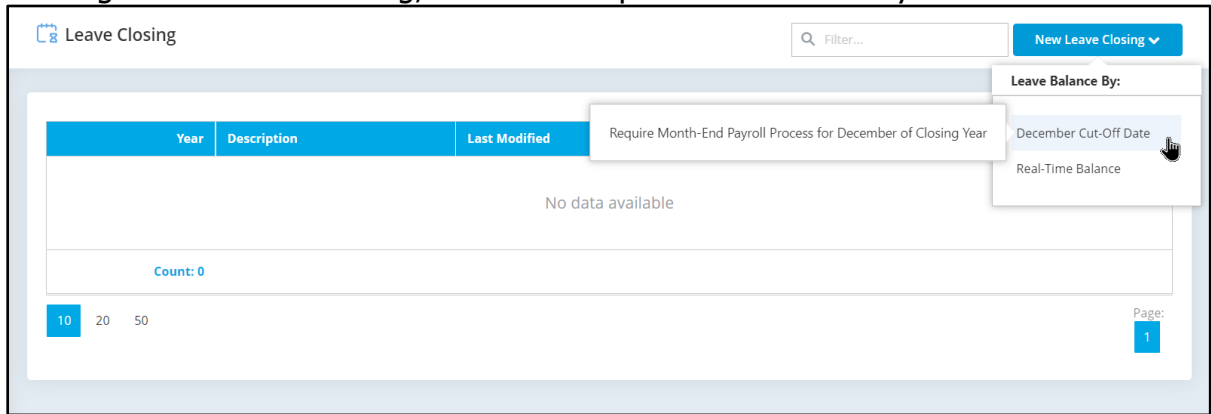 Leave Closing
Filter...
New Leave Closing
Leave Balance By:
Year Description Last Modified
Require Month-End Payroll Process for December of Closing Year
December Cut-Off Date
Real-Time Balance
No data available
Count: 0
10 20 50
Page:
1